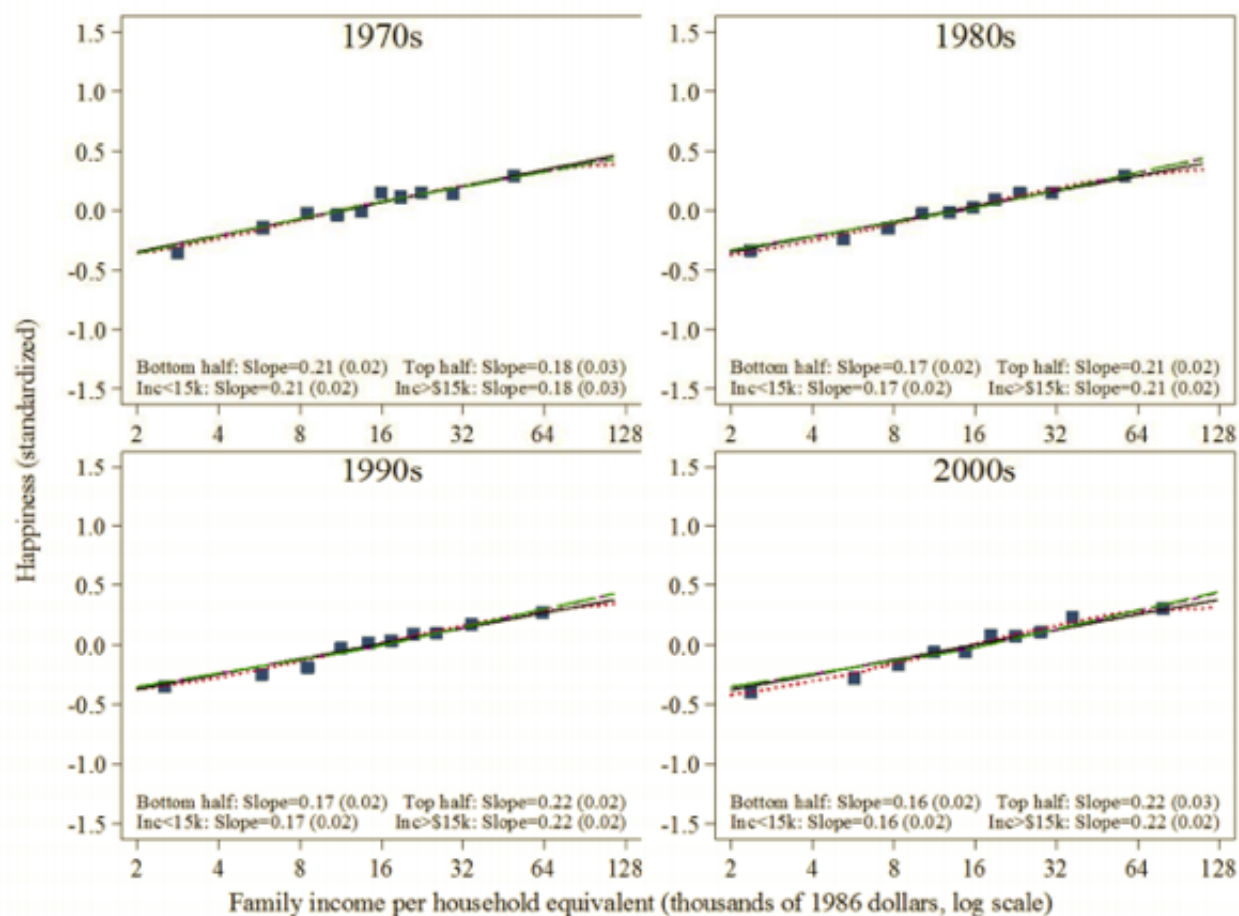 1970s
1.5
1.0
0.5
0.0
-0.5
-1.0
-1.5
Bottom half: Slope=0.21 (0.02) Top half: Slope=0.18 (0.03)
Inc<15k: Slope=0.21 (0.02) Inc>$15k: Slope=0.18 (0.03)
2 4 8 16 32 64 128
1980s
1.5
1.0
0.5
0.0
-0.5
-1.0
-1.5
Bottom half: Slope=0.17 (0.02) Top half: Slope=0.21 (0.02)
Inc<15k: Slope=0.17 (0.02) Inc>$15k: Slope=0.21 (0.02)
2 4 8 16 32 64 128
Happiness (standardized)
1990s
1.5
1.0
0.5
0.0
-0.5
-1.0
-1.5
Bottom half: Slope=0.17 (0.02) Top half: Slope=0.22 (0.02)
Inc<15k: Slope=0.17 (0.02) Inc>$15k: Slope=0.22 (0.02)
2 4 8 16 32 64 128
2000s
1.5
1.0
0.5
0.0
-0.5
-1.0
-1.5
Bottom half: Slope=0.16 (0.02) Top half: Slope=0.22 (0.03)
Inc<15k: Slope=0.16 (0.02) Inc>$15k: Slope=0.22 (0.02)
2 4 8 16 32 64 128
Family income per household equivalent (thousands of 1986 dollars, log scale)